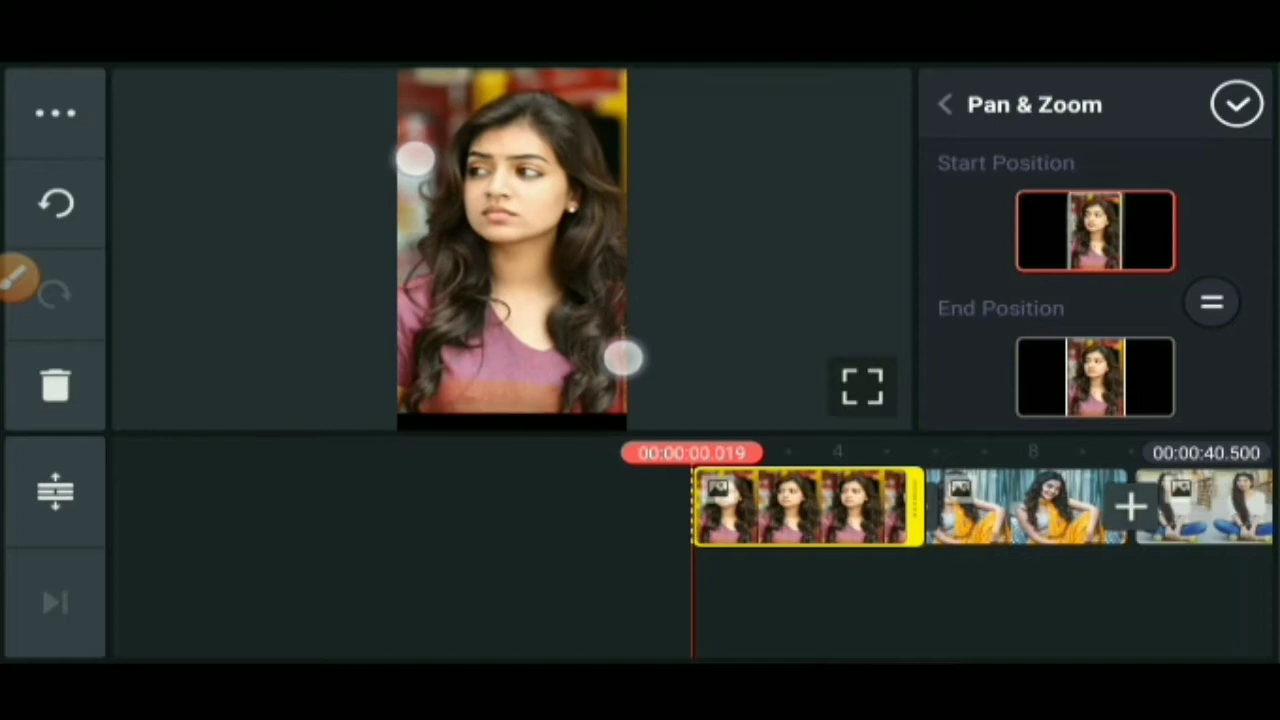 Pan & Zoom
Start Position
End Position
00:00:00.019
4
8
00:00:40.500